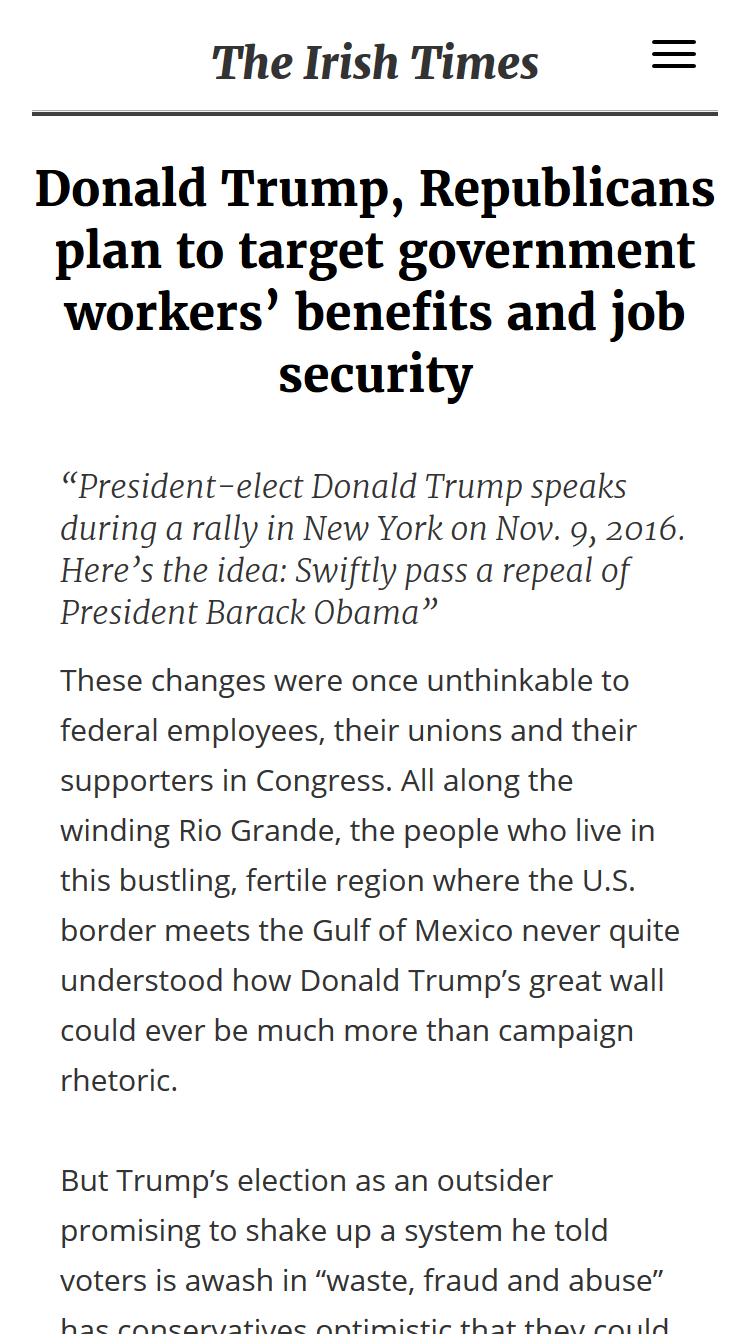 The Irish Times
Donald Trump, Republicans
plan to target government
workers’ benefits and job
security
“President-elect Donald Trump speaks
during a rally in New York on Nov. 9, 2016.
Here’s the idea: Swiftly pass a repeal of
President Barack Obama”
These changes were once unthinkable to
federal employees, their unions and their
supporters in Congress. All along the
winding Rio Grande, the people who live in
this bustling, fertile region where the U.S.
border meets the Gulf of Mexico never quite
understood how Donald Trump’s great wall
could ever be much more than campaign
rhetoric.
But Trump’s election as an outsider
promising to shake up a system he told
voters is awash in “waste, fraud and abuse”
has conservatives optimistic that they could